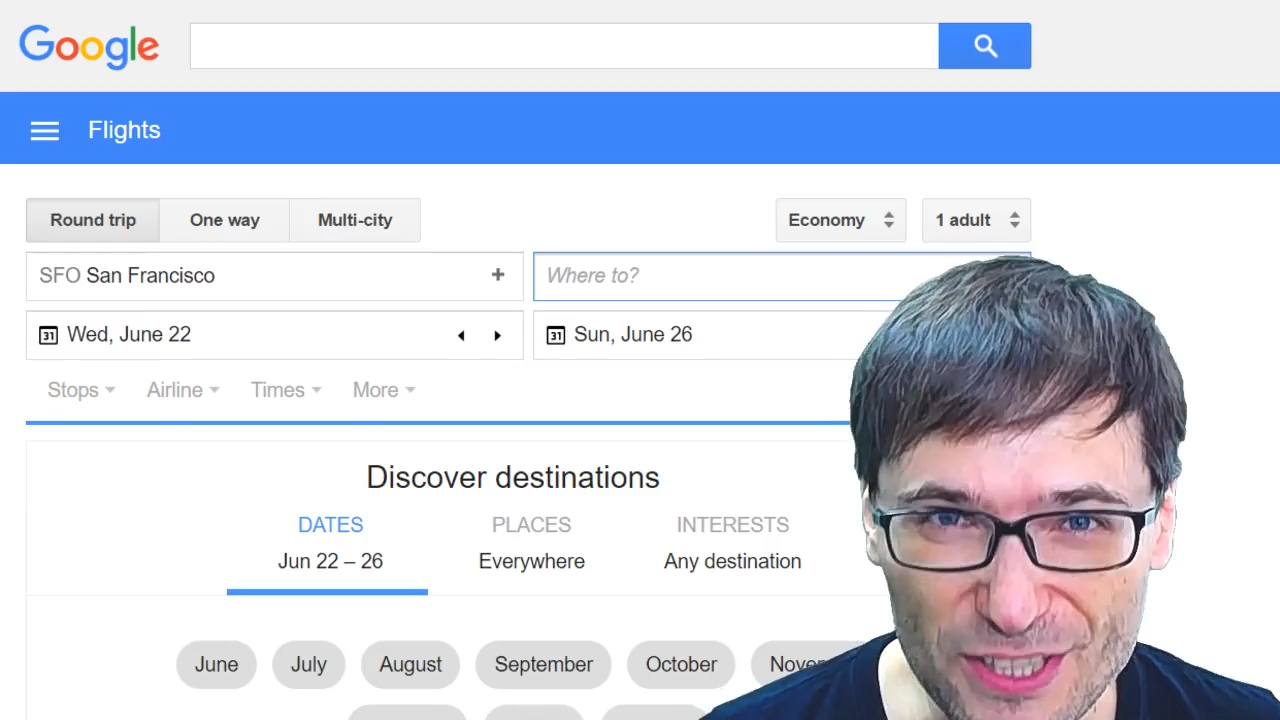 Google
Flights
Round trip One way Multi-city Economy 1 adult
SFO San Francisco + Where to?
31 Wed, June 22 31 Sun, June 26
Stops Airline Times More
Discover destinations
DATES PLACES INTERESTS
Jun 22 – 26 Everywhere Any destination
June July August September October